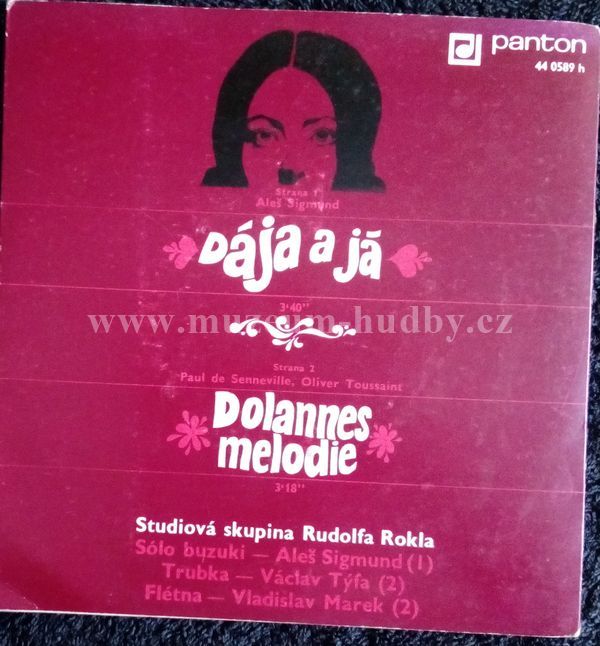 panton
44 0589 h
Strana 1
Aleš Sigmund
Dája a já
3·40"
www.muzeum-hudby.cz
Strana 2
Paul de Senneville, Oliver Toussaint
Dolannes
melodie
3·18"
Studiová skupina Rudolfa Rokla
Sólo buzuki — Aleš Sigmund (1)
Trubka — Václav Týfa (2)
Flétna — Vladislav Marek (2)